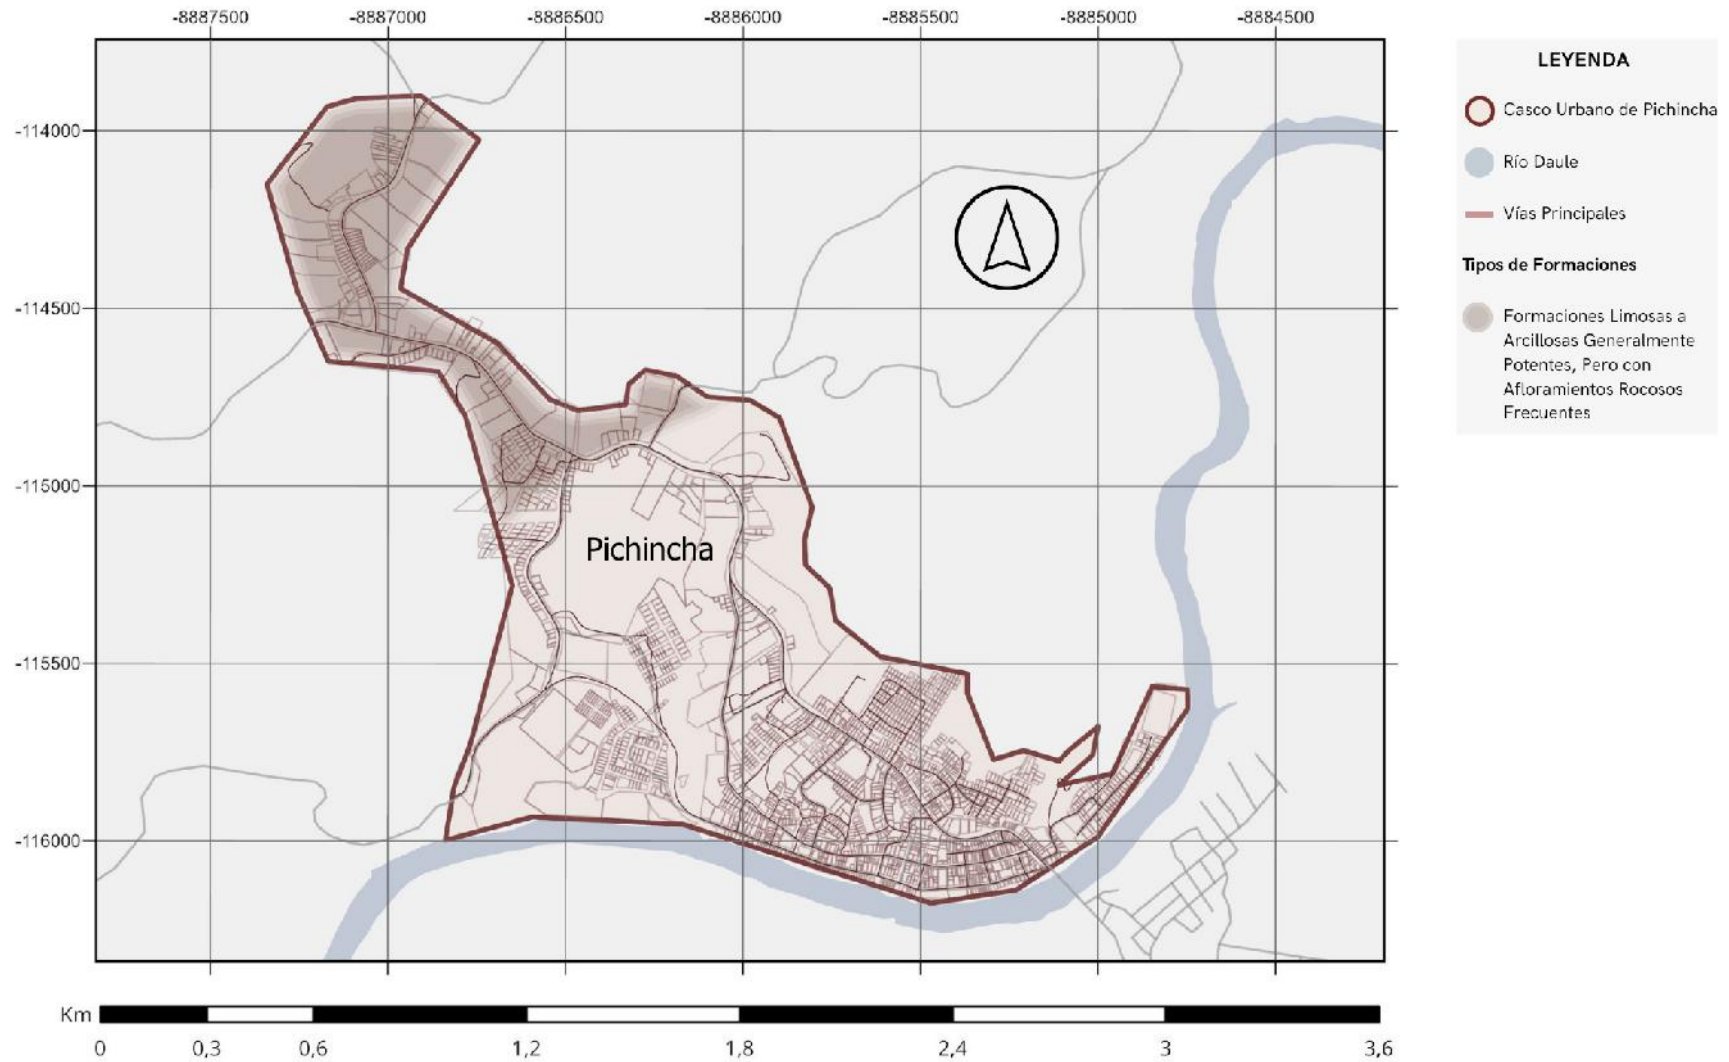 -8887500 -8887000 -8886500 -8886000 -8885500 -8885000 -8884500
-114000
-114500
-115000
-115500
-116000
Pichincha
LEYENDA
Casco Urbano de Pichincha
Río Daule
Vías Principales
Tipos de Formaciones
Formaciones Limosas a
Arcillosas Generalmente
Potentes, Pero con
Afloramientos Rocosos
Frecuentes
Km
0 0,3 0,6 1,2 1,8 2,4 3 3,6